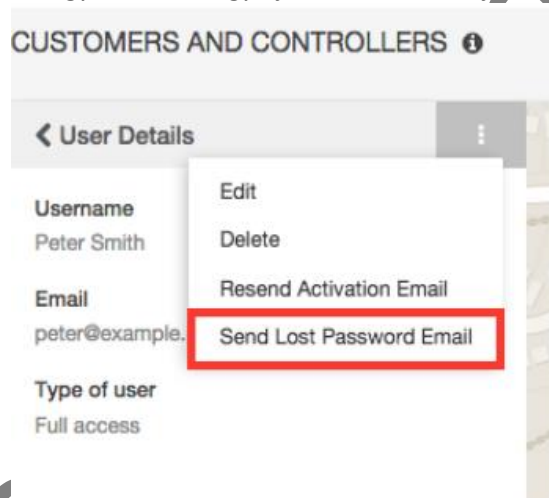 CUSTOMERS AND CONTROLLERS
User Details
Edit
Username
Peter Smith
Delete
Resend Activation Email
Email
peter@example.
Send Lost Password Email
Type of user
Full access